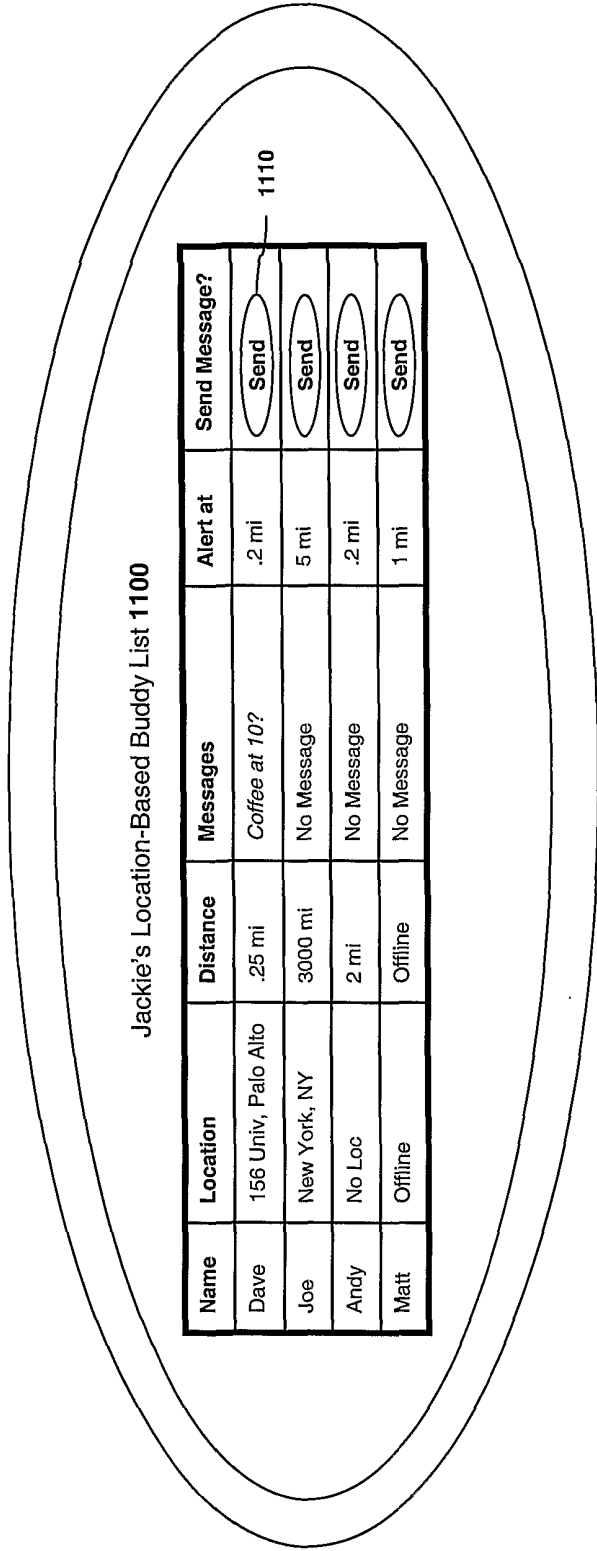 Jackie's Location-Based Buddy List 1100
Name Location Distance Messages Alert at Send Message?
Dave 156 Univ, Palo Alto .25 mi Coffee at 10? .2 mi Send 1110
Joe New York, NY 3000 mi No Message 5 mi Send
Andy No Loc 2 mi No Message .2 mi Send
Matt Offline Offline No Message 1 mi Send